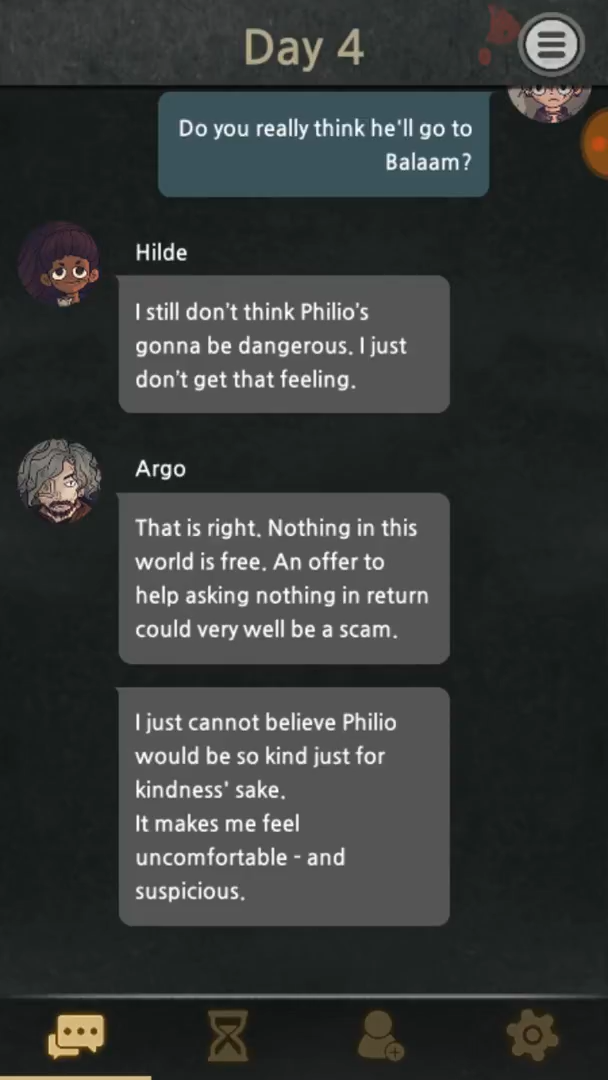 Day 4
Do you really think he'll go to
Balaam?
Hilde
I still don't think Philio's
gonna be dangerous. I just
don't get that feeling.
Argo
That is right. Nothing in this
world is free. An offer to
help asking nothing in return
could very well be a scam.
I just cannot believe Philio
would be so kind just for
kindness' sake.
It makes me feel
uncomfortable - and
suspicious.